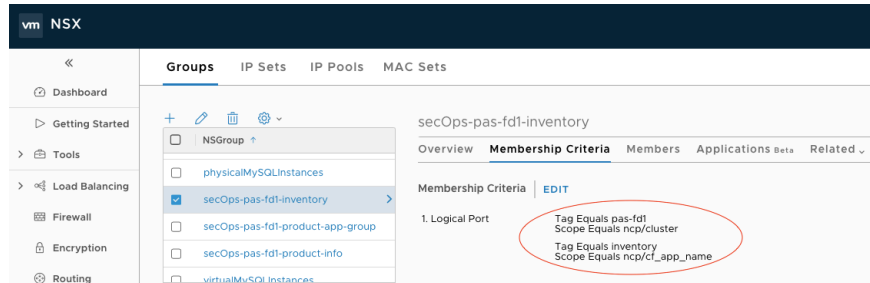 vm NSX
Groups IP Sets IP Pools MAC Sets
Dashboard
Getting Started
Tools
Load Balancing
Firewall
Encryption
Routing
NSGroup
physicalMySQLInstances
secOps-pas-fd1-inventory
secOps-pas-fd1-product-app-group
secOps-pas-fd1-product-info
virtualMySQLInstances
secOps-pas-fd1-inventory
Overview Membership Criteria Members Applications Beta Related
Membership Criteria EDIT
1. Logical Port
Tag Equals pas-fd1
Scope Equals ncp/cluster
Tag Equals inventory
Scope Equals ncp/cf_app_name